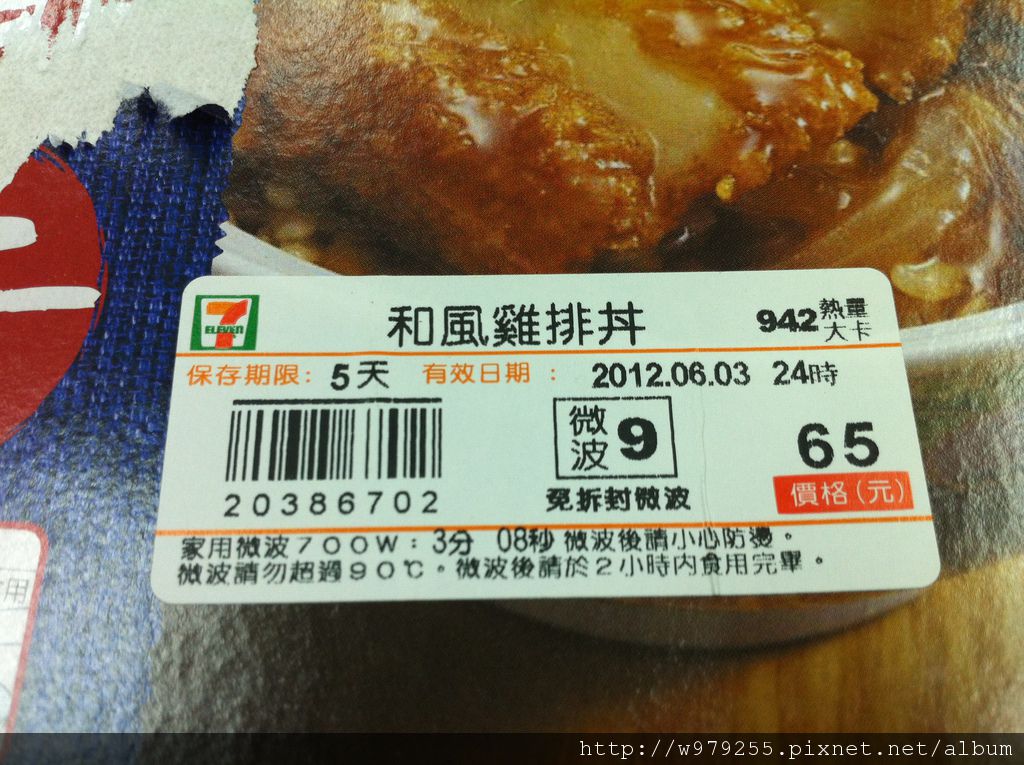 7
ELEVEN
和風雞排丼
942 熱量大卡
保存期限: 5天 有效日期: 2012.06.03 24時
微波 9
65
20386702
免拆封微波
價格(元)
家用微波700W:3分 08秒 微波後請小心防燙。
微波請勿超過90℃。微波後請於2小時內食用完畢。
用
http://w979255.pixnet.net/album